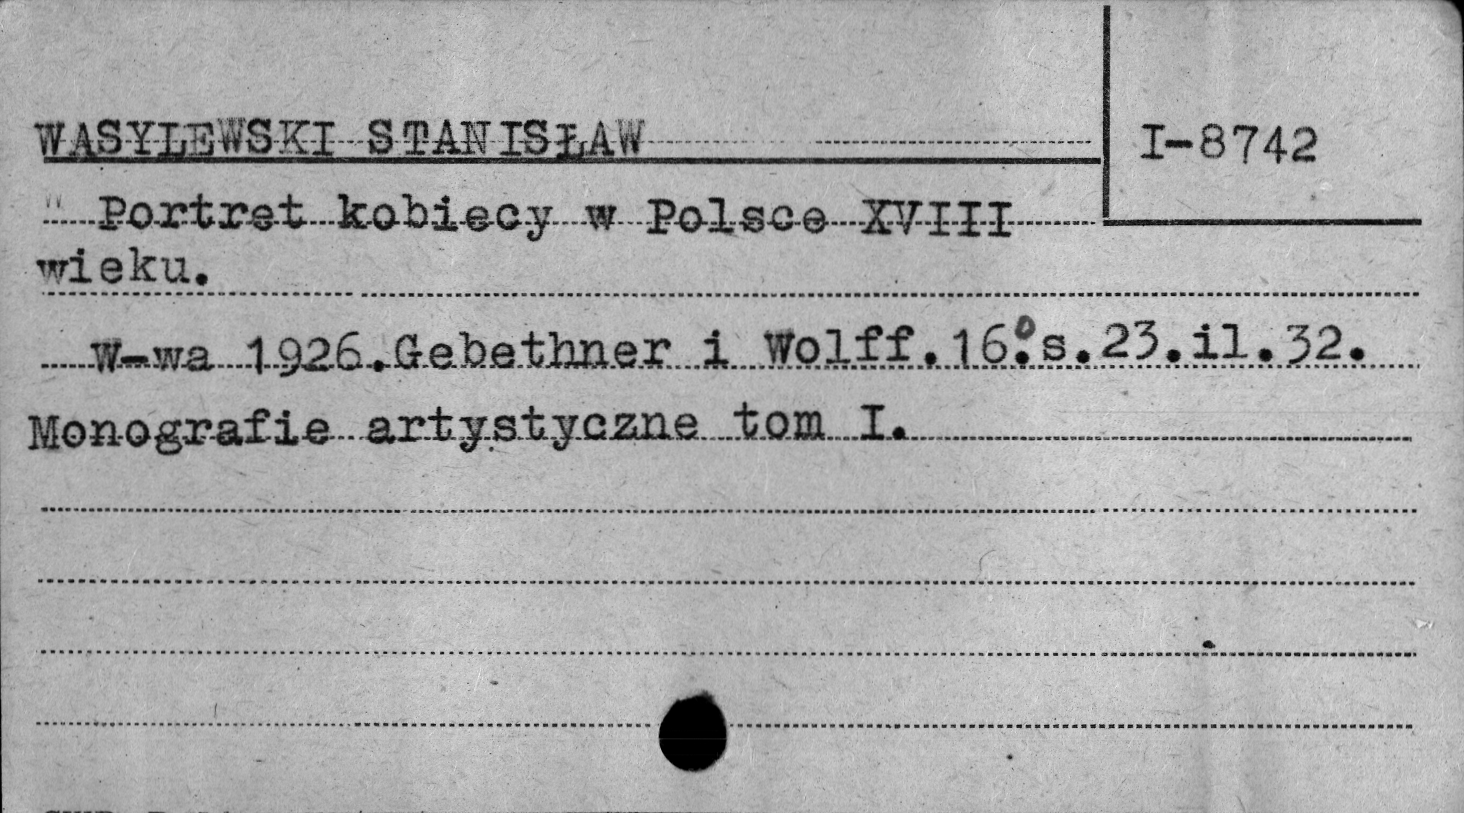 WASYLEWSKI STANISŁAW
I-8742
" Portret kobiecy w Polsce XVIII
wieku.
W-wa 1926.Gebethner i Wolff.16°.s.23.il.32.
Monografie artystyczne tom I.